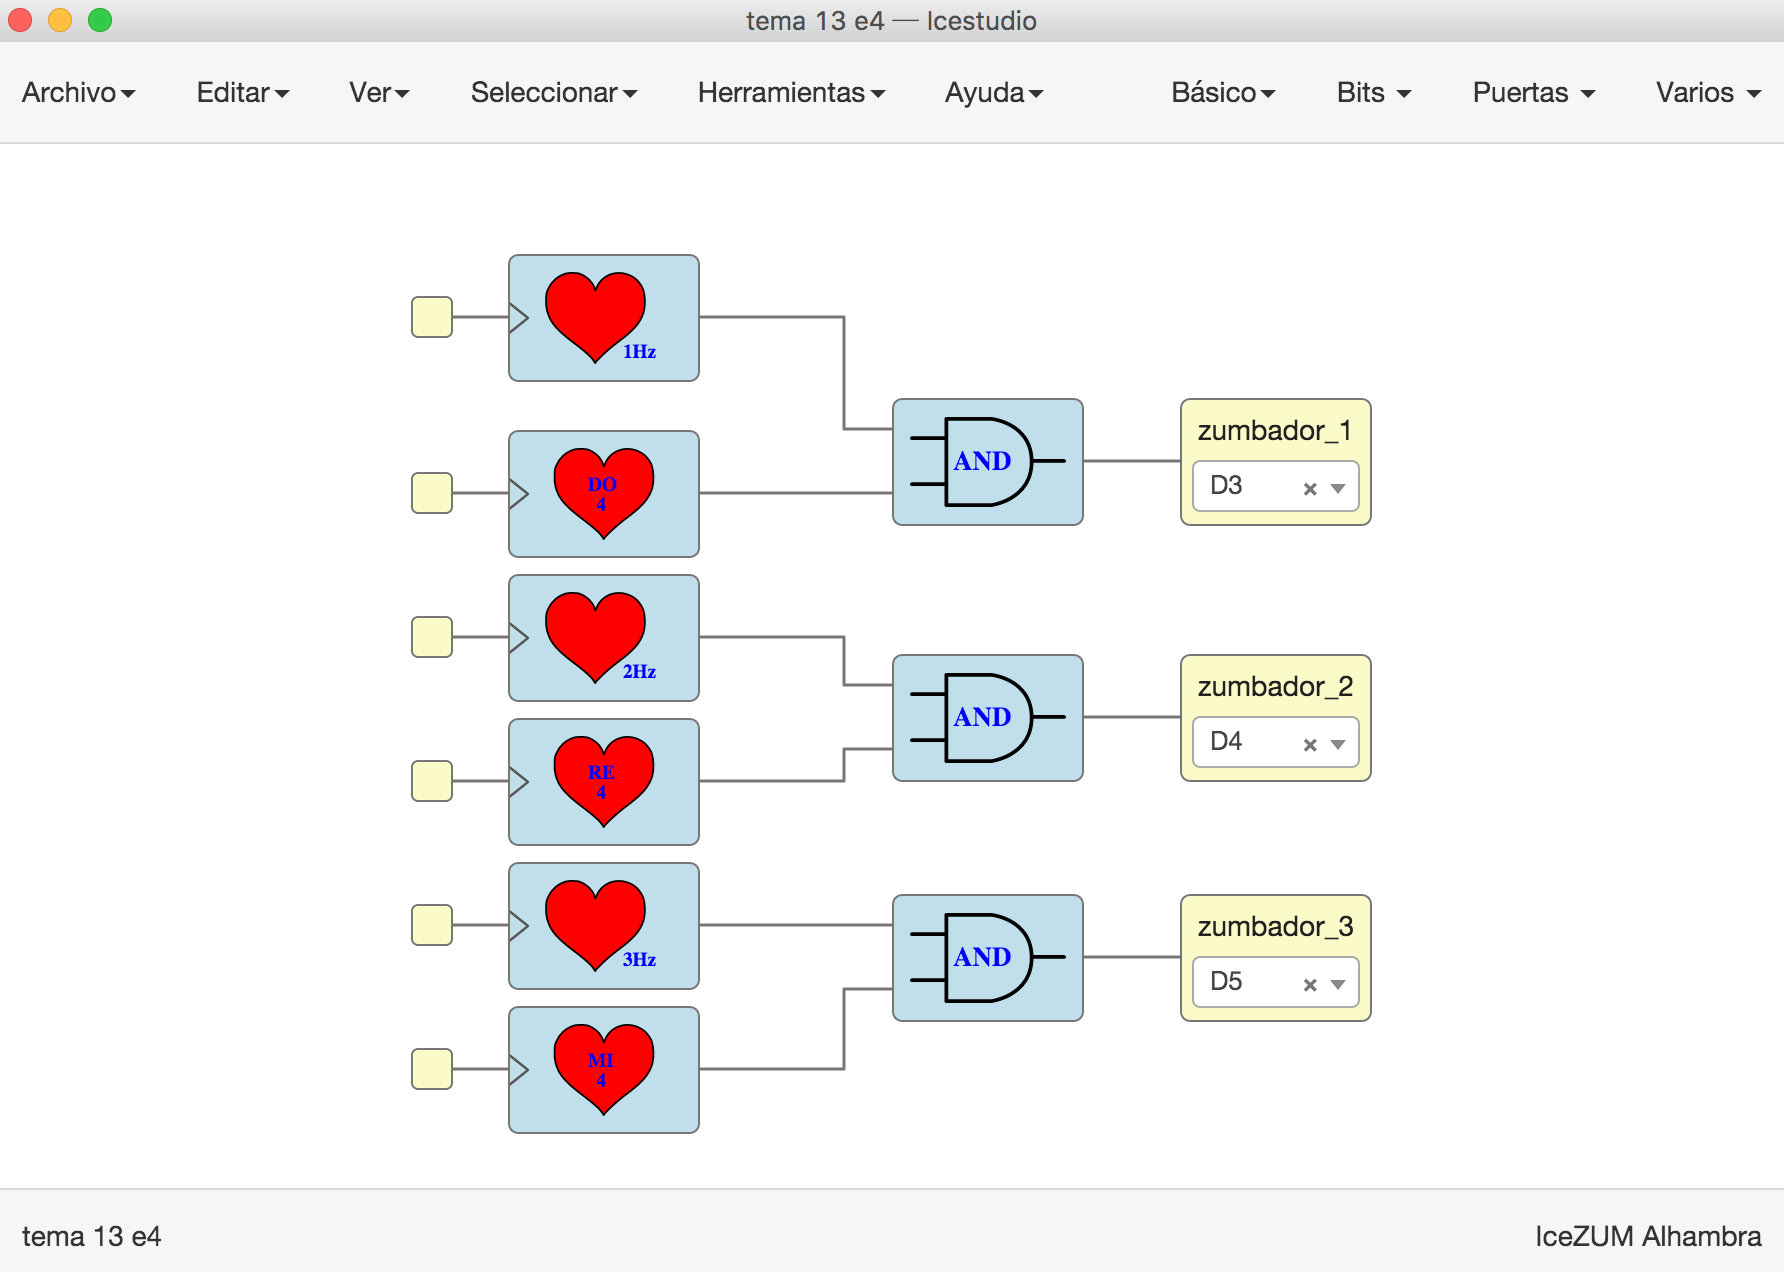 tema 13 e4 — Icestudio
Archivo Editar Ver Seleccionar Herramientas Ayuda Básico Bits Puertas Varios
1Hz
DO
4
AND
zumbador_1
D3
2Hz
RE
4
AND
zumbador_2
D4
3Hz
MI
4
AND
zumbador_3
D5
tema 13 e4
IceZUM Alhambra